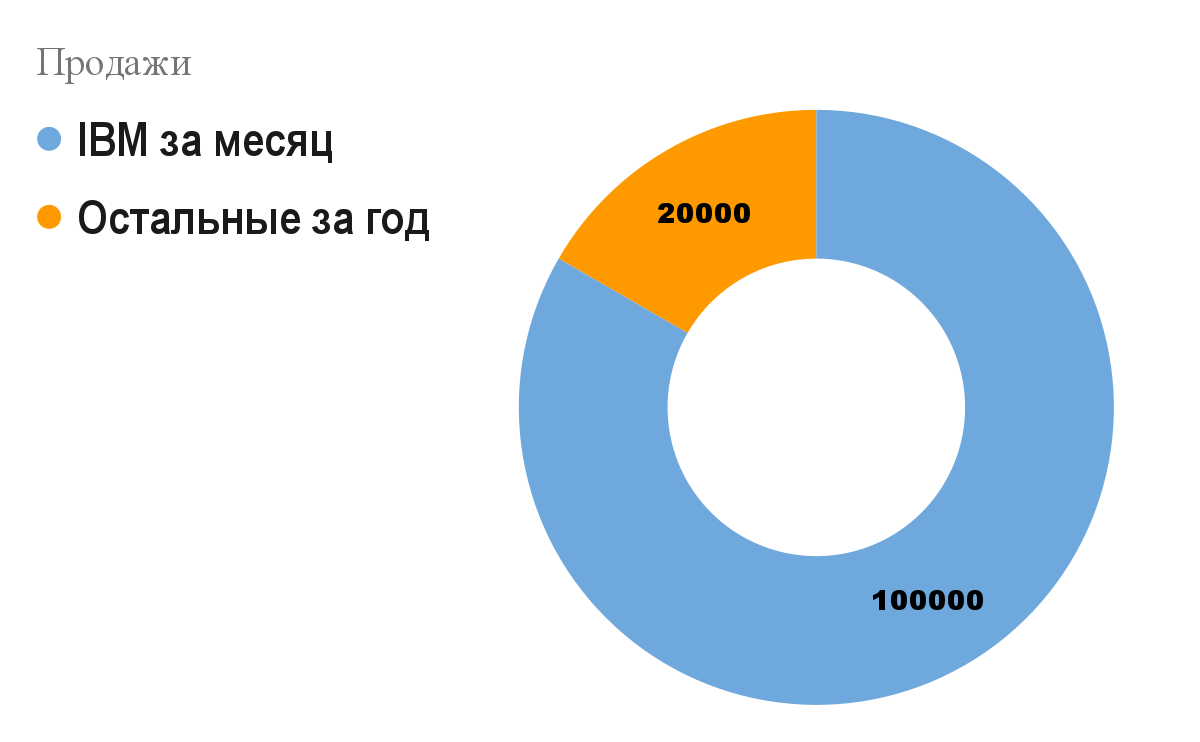 Продажи
IBM за месяц
Остальные за год
20000
100000